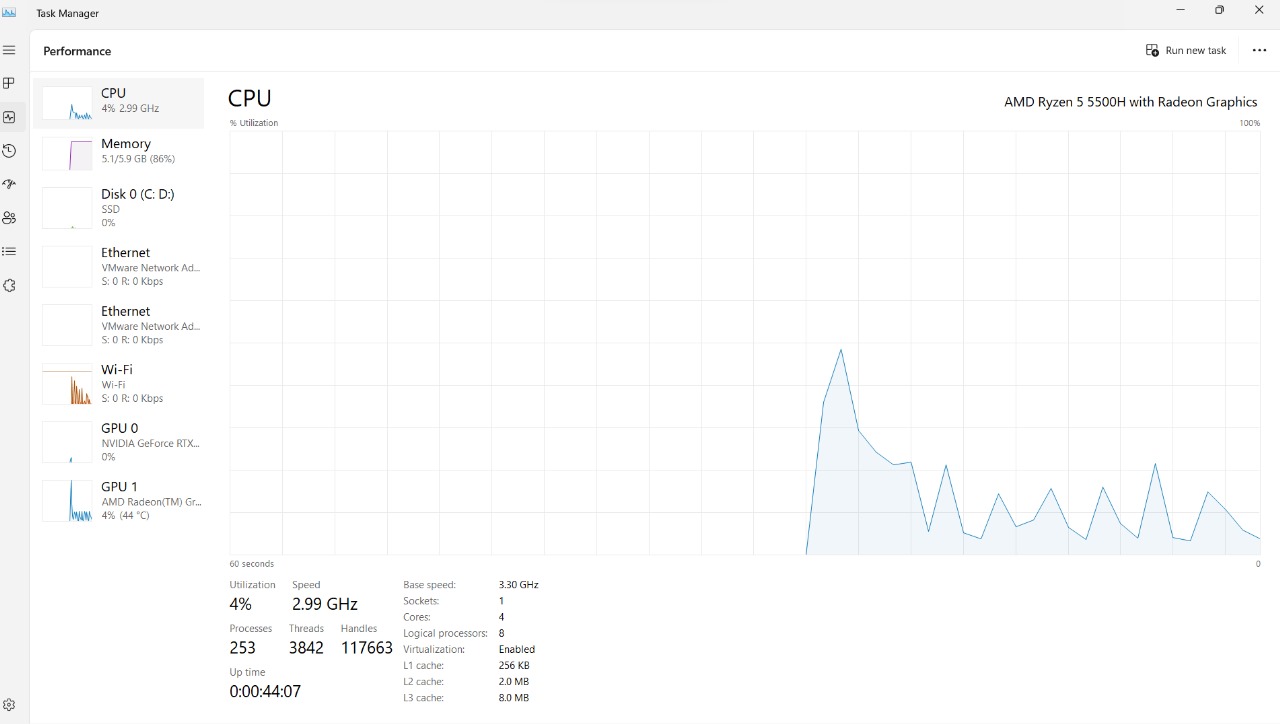 Task Manager
Performance
Run new task
CPU
4% 2.99 GHz
Memory
5.1/5.9 GB (86%)
Disk 0 (C: D:)
SSD
0%
Ethernet
VMware Network Ad...
S: 0 R: 0 Kbps
Ethernet
VMware Network Ad...
S: 0 R: 0 Kbps
Wi-Fi
Wi-Fi
S: 0 R: 0 Kbps
GPU 0
NVIDIA GeForce RTX...
0%
GPU 1
AMD Radeon(TM) Gr...
4% (44 °C)
CPU
AMD Ryzen 5 5500H with Radeon Graphics
% Utilization
100%
60 seconds
0
Utilization
Speed
4%
2.99 GHz
Processes
Threads
Handles
253
3842
117663
Up time
0:00:44:07
Base speed: 3.30 GHz
Sockets: 1
Cores: 4
Logical processors: 8
Virtualization: Enabled
L1 cache: 256 KB
L2 cache: 2.0 MB
L3 cache: 8.0 MB